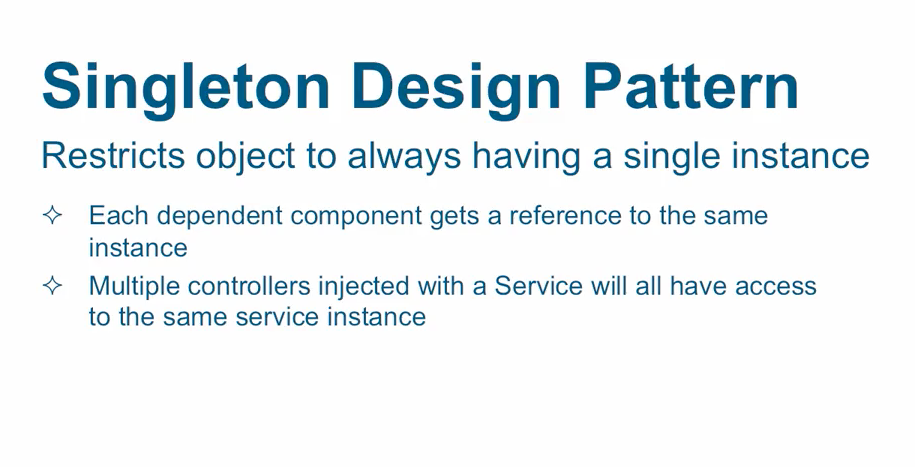 Singleton Design Pattern
Restricts object to always having a single instance
✧ Each dependent component gets a reference to the same
instance
✧ Multiple controllers injected with a Service will all have access
to the same service instance